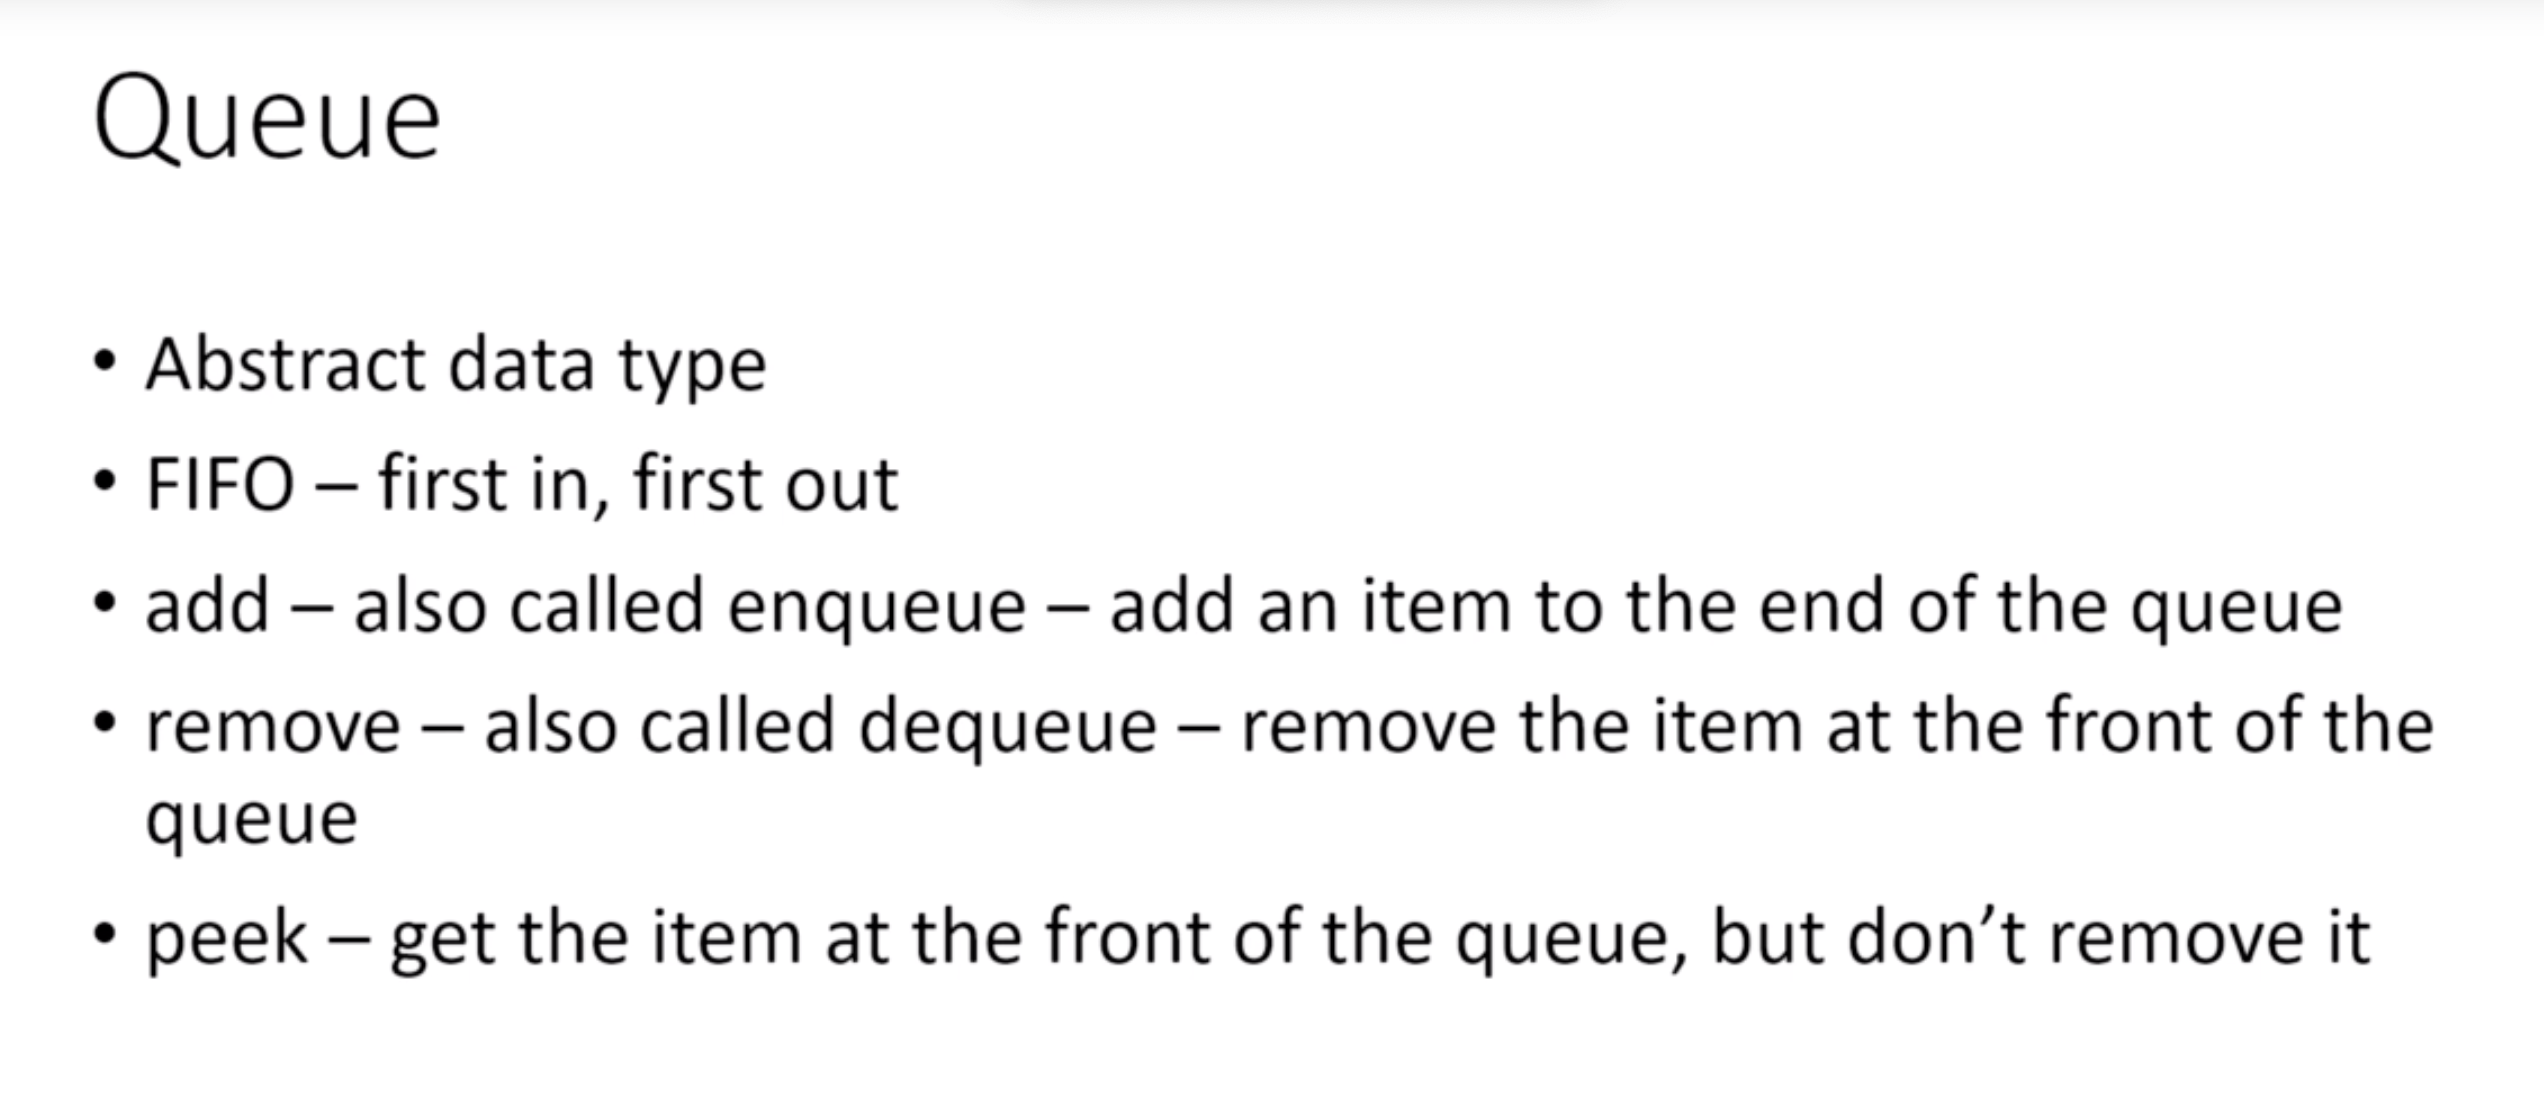 Queue
• Abstract data type
• FIFO – first in, first out
• add – also called enqueue – add an item to the end of the queue
• remove – also called dequeue – remove the item at the front of the
queue
• peek – get the item at the front of the queue, but don’t remove it